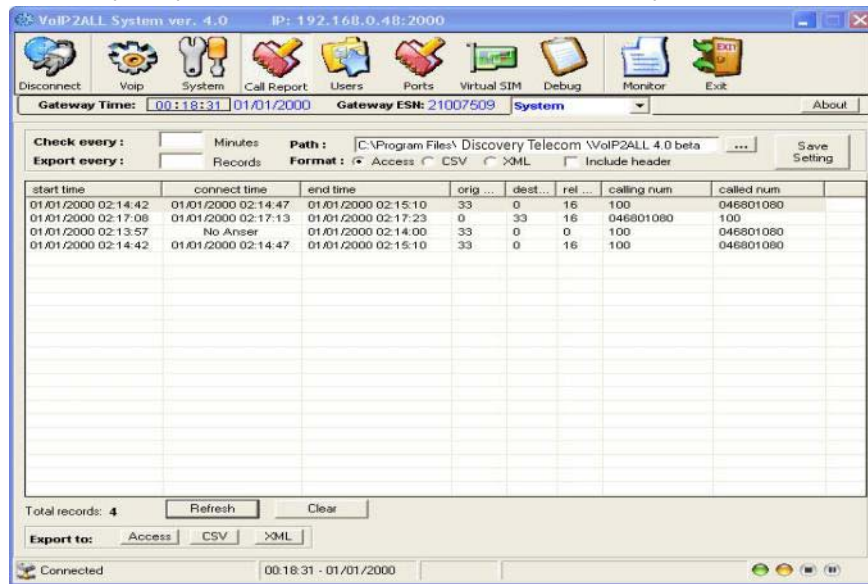 VoIP2ALL System ver. 4.0 IP: 192.168.0.48:2000
Disconnect Voip System Call Report Users Ports Virtual SIM Debug Monitor Exit
Gateway Time: 00:18:31 01/01/2000 Gateway ESN: 21007509 System About
Check every : Minutes Path : C:\Program Files\ Discovery Telecom \VoIP2ALL 4.0 beta ... Save Setting
Export every : Records Format : Access CSV XML Include header
start time connect time end time orig ... dest... rel ... calling num called num
01/01/2000 02:14:42 01/01/2000 02:14:47 01/01/2000 02:15:10 33 0 16 100 046801080
01/01/2000 02:17:08 01/01/2000 02:17:13 01/01/2000 02:17:23 0 33 16 046801080 100
01/01/2000 02:13:57 No Anser 01/01/2000 02:14:00 33 0 0 100 046801080
01/01/2000 02:14:42 01/01/2000 02:14:47 01/01/2000 02:15:10 33 0 16 100 046801080
Total records: 4 Refresh Clear
Export to: Access CSV XML
Connected 00:18:31 - 01/01/2000